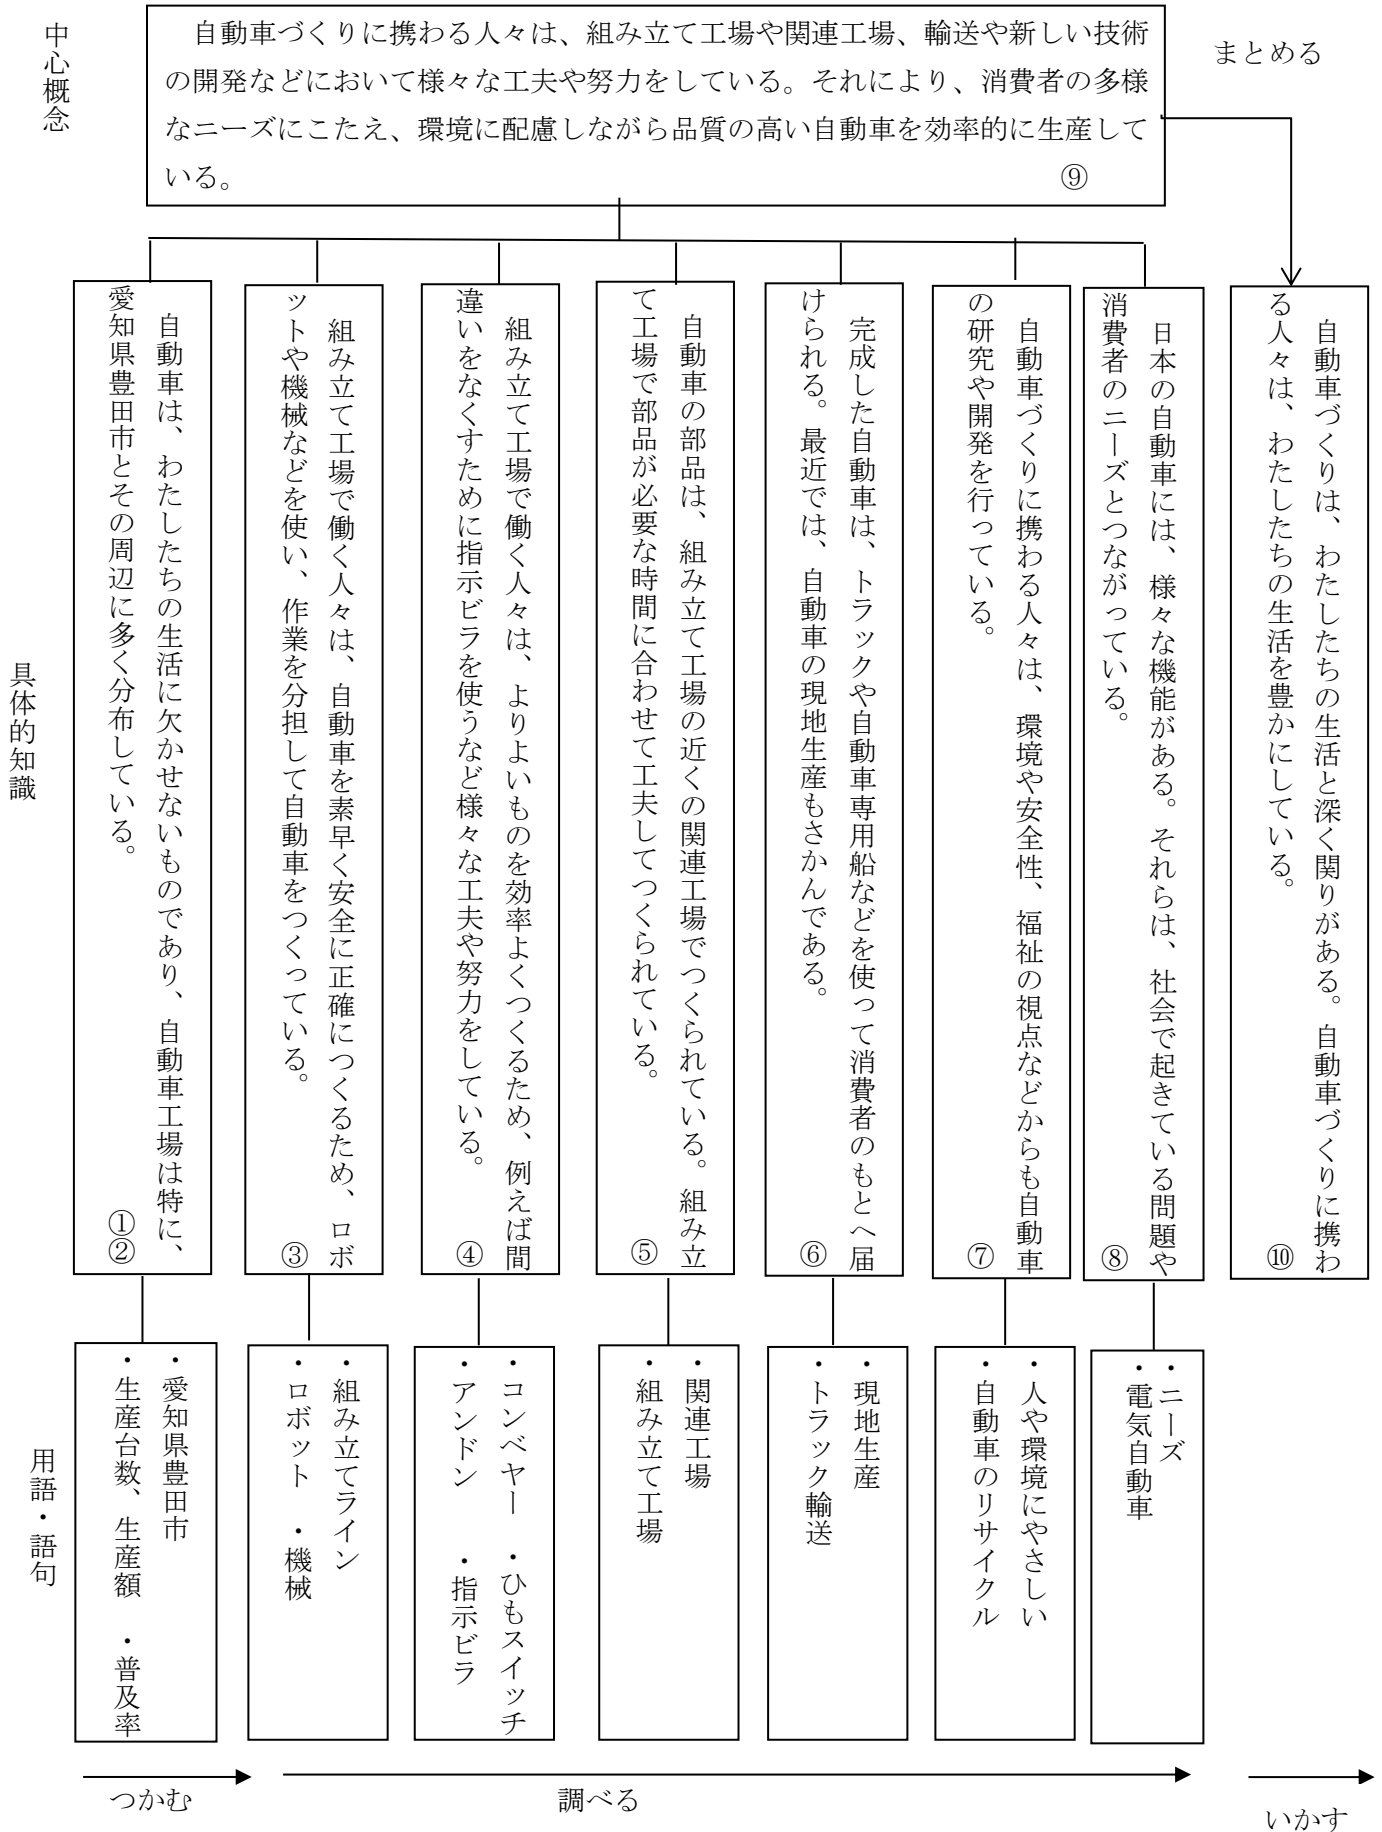 中心概念
自動車づくりに携わる人々は、組み立て工場や関連工場、輸送や新しい技術
の開発などにおいて様々な工夫や努力をしている。それにより、消費者の多様
なニーズにこたえ、環境に配慮しながら品質の高い自動車を効率的に生産して
いる。 ⑨
まとめる
具体的知識
自動車は、わたしたちの生活に欠かせないものであり、自動車工場は特に、
愛知県豊田市とその周辺に多く分布している。 ①②
組み立て工場で働く人々は、自動車を素早く安全に正確につくるため、ロボ
ットや機械などを使い、作業を分担して自動車をつくっている。 ③
組み立て工場で働く人々は、よりよいものを効率よくつくるため、例えば間
違いをなくすために指示ビラを使うなど様々な工夫や努力をしている。 ④
自動車の部品は、組み立て工場の近くの関連工場でつくられている。組み立
て工場で部品が必要な時間に合わせて工夫してつくられている。 ⑤
完成した自動車は、トラックや自動車専用船などを使って消費者のもとへ届
けられる。最近では、自動車の現地生産もさかんである。 ⑥
自動車づくりに携わる人々は、環境や安全性、福祉の視点などからも自動車
の研究や開発を行っている。 ⑦
日本の自動車には、様々な機能がある。それらは、社会で起きている問題や
消費者のニーズとつながっている。 ⑧
自動車づくりは、わたしたちの生活と深く関りがある。自動車づくりに携わ
る人々は、わたしたちの生活を豊かにしている。 ⑩
用語・語句
・愛知県豊田市
・生産台数、生産額 ・普及率
・組み立てライン
・ロボット ・機械
・コンベヤー ・ひもスイッチ
・アンドン ・指示ビラ
・関連工場
・組み立て工場
・現地生産
・トラック輸送
・人や環境にやさしい
・自動車のリサイクル
・ニーズ
・電気自動車
つかむ
調べる
いかす